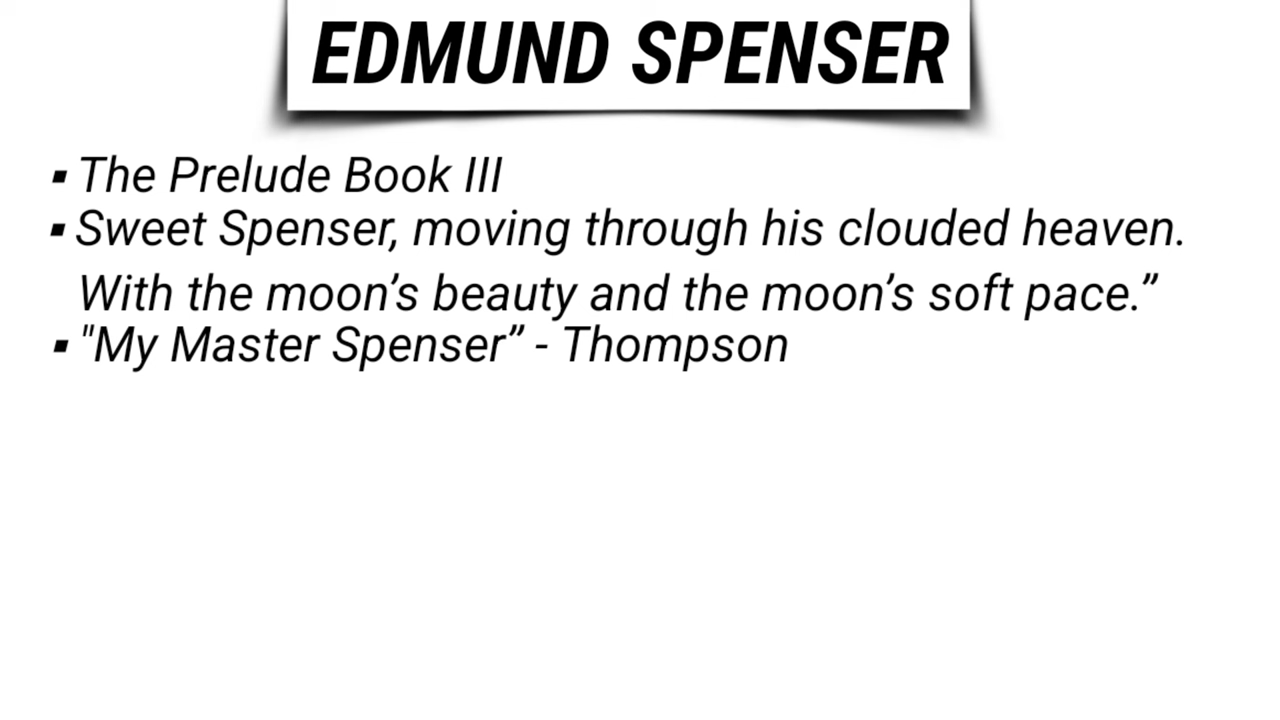 EDMUND SPENSER
▪ The Prelude Book III
▪ Sweet Spenser, moving through his clouded heaven.
With the moon’s beauty and the moon’s soft pace.”
▪ "My Master Spenser” - Thompson